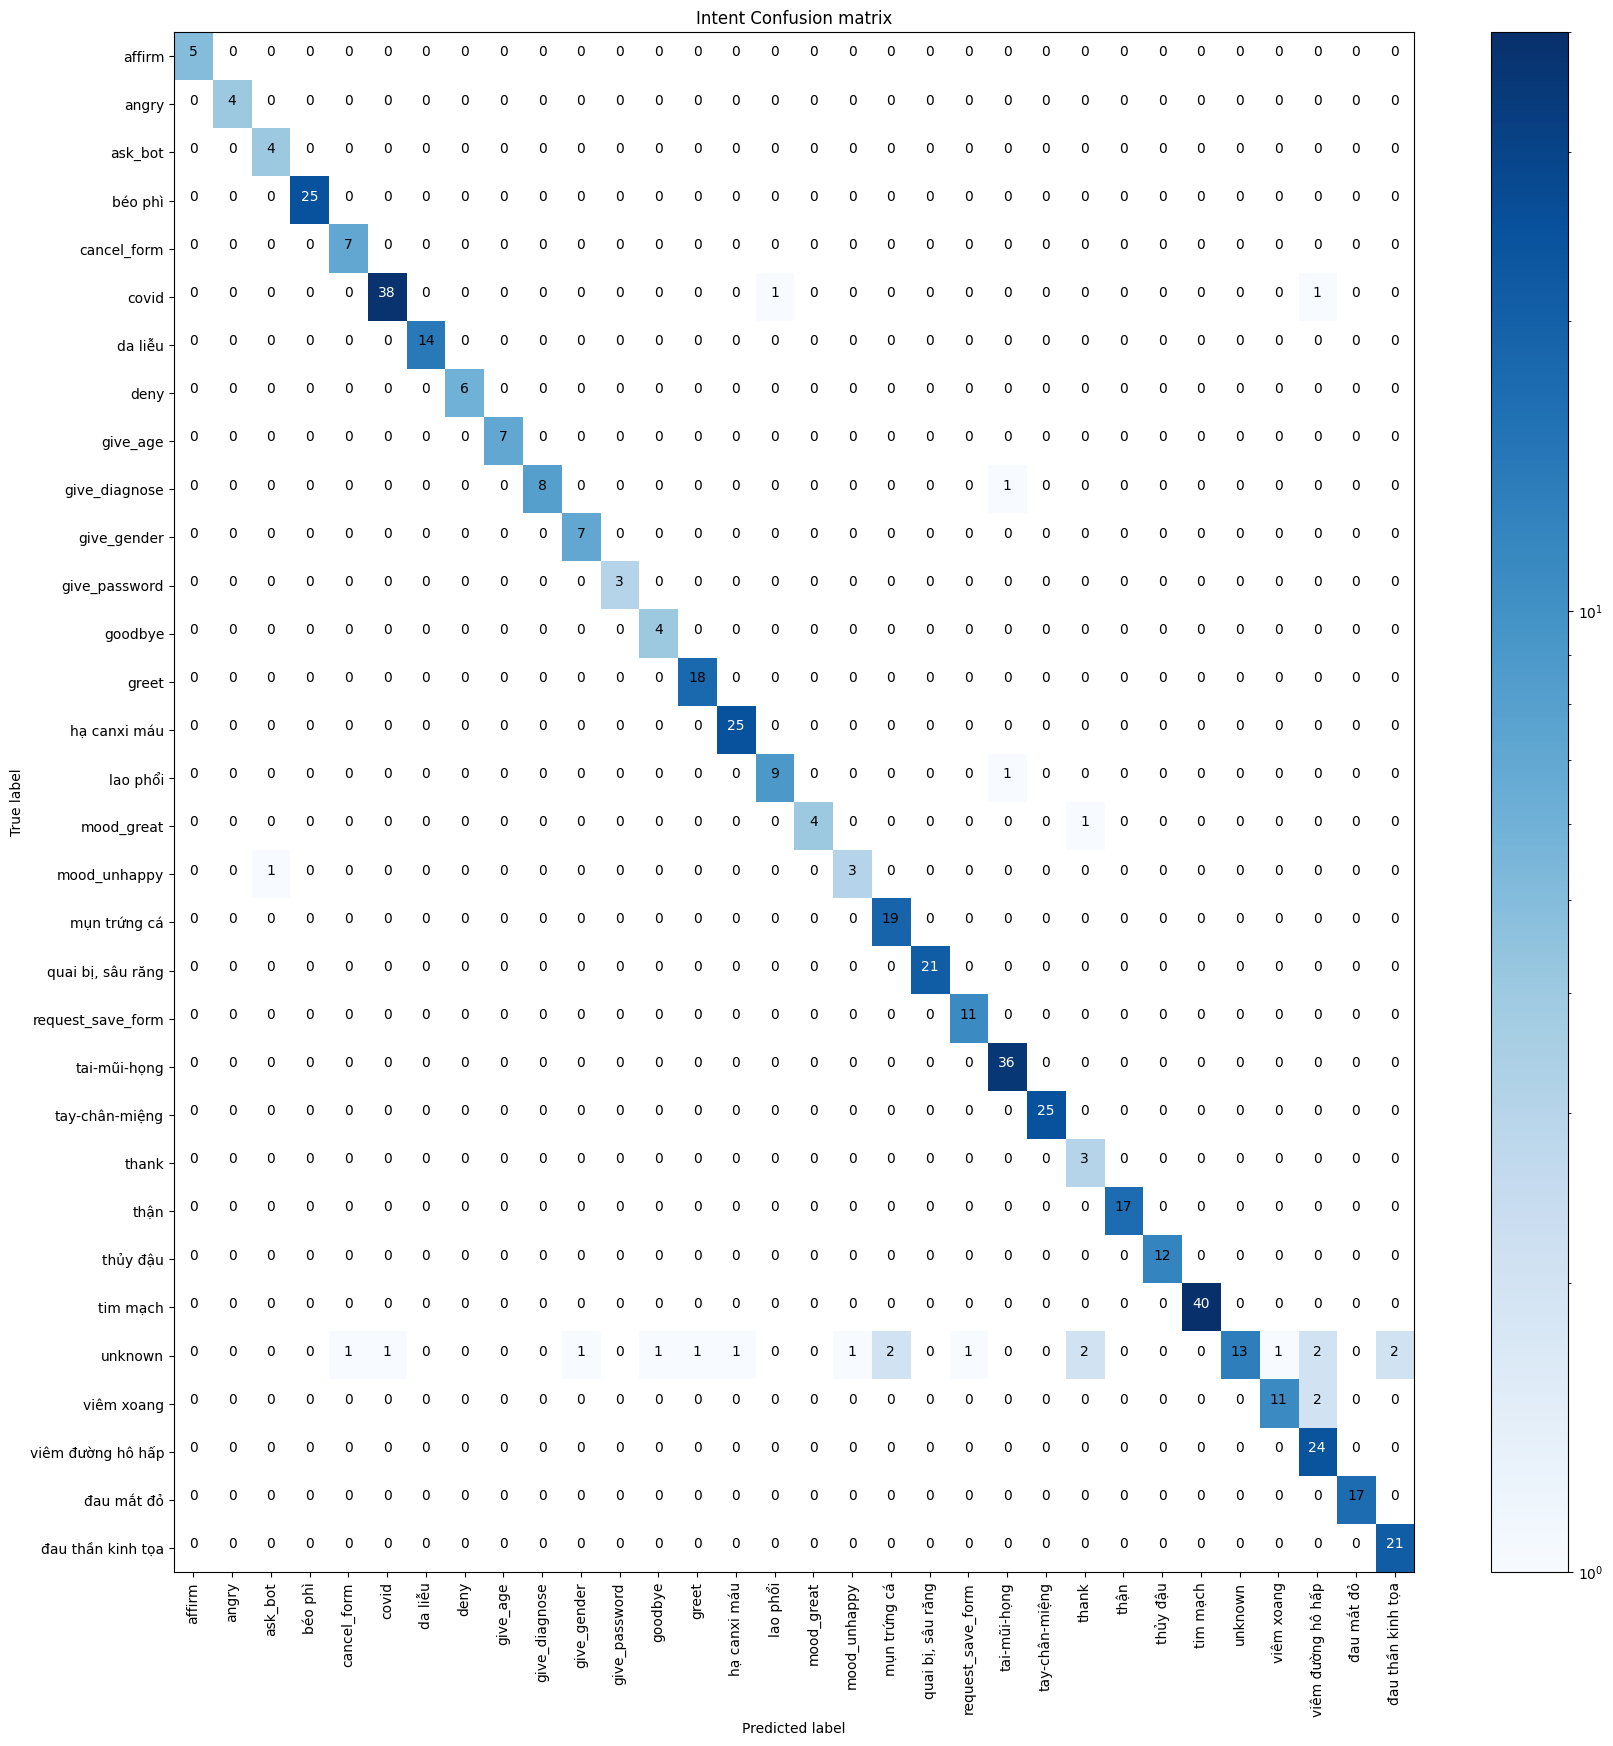 Intent Confusion matrix
affirm 5 0 0 0 0 0 0 0 0 0 0 0 0 0 0 0 0 0 0 0 0 0 0 0 0 0 0 0 0 0 0 0
angry 0 4 0 0 0 0 0 0 0 0 0 0 0 0 0 0 0 0 0 0 0 0 0 0 0 0 0 0 0 0 0 0
ask_bot 0 0 4 0 0 0 0 0 0 0 0 0 0 0 0 0 0 0 0 0 0 0 0 0 0 0 0 0 0 0 0 0
béo phì 0 0 0 25 0 0 0 0 0 0 0 0 0 0 0 0 0 0 0 0 0 0 0 0 0 0 0 0 0 0 0 0
cancel_form 0 0 0 0 7 0 0 0 0 0 0 0 0 0 0 0 0 0 0 0 0 0 0 0 0 0 0 0 0 0 0 0
covid 0 0 0 0 0 38 0 0 0 0 0 0 0 0 0 1 0 0 0 0 0 0 0 0 0 0 0 0 0 1 0 0
da liễu 0 0 0 0 0 0 14 0 0 0 0 0 0 0 0 0 0 0 0 0 0 0 0 0 0 0 0 0 0 0 0 0
deny 0 0 0 0 0 0 0 6 0 0 0 0 0 0 0 0 0 0 0 0 0 0 0 0 0 0 0 0 0 0 0 0
give_age 0 0 0 0 0 0 0 0 7 0 0 0 0 0 0 0 0 0 0 0 0 0 0 0 0 0 0 0 0 0 0 0
give_diagnose 0 0 0 0 0 0 0 0 0 8 0 0 0 0 0 0 0 0 0 0 0 1 0 0 0 0 0 0 0 0 0 0
give_gender 0 0 0 0 0 0 0 0 0 0 7 0 0 0 0 0 0 0 0 0 0 0 0 0 0 0 0 0 0 0 0 0
give_password 0 0 0 0 0 0 0 0 0 0 0 3 0 0 0 0 0 0 0 0 0 0 0 0 0 0 0 0 0 0 0 0
goodbye 0 0 0 0 0 0 0 0 0 0 0 0 4 0 0 0 0 0 0 0 0 0 0 0 0 0 0 0 0 0 0 0
greet 0 0 0 0 0 0 0 0 0 0 0 0 0 18 0 0 0 0 0 0 0 0 0 0 0 0 0 0 0 0 0 0
hạ canxi máu 0 0 0 0 0 0 0 0 0 0 0 0 0 0 25 0 0 0 0 0 0 0 0 0 0 0 0 0 0 0 0 0
lao phổi 0 0 0 0 0 0 0 0 0 0 0 0 0 0 0 9 0 0 0 0 0 1 0 0 0 0 0 0 0 0 0 0
mood_great 0 0 0 0 0 0 0 0 0 0 0 0 0 0 0 0 4 0 0 0 0 0 0 1 0 0 0 0 0 0 0 0
mood_unhappy 0 0 1 0 0 0 0 0 0 0 0 0 0 0 0 0 0 3 0 0 0 0 0 0 0 0 0 0 0 0 0 0
mụn trứng cá 0 0 0 0 0 0 0 0 0 0 0 0 0 0 0 0 0 0 19 0 0 0 0 0 0 0 0 0 0 0 0 0
quai bị, sâu răng 0 0 0 0 0 0 0 0 0 0 0 0 0 0 0 0 0 0 0 21 0 0 0 0 0 0 0 0 0 0 0 0
request_save_form 0 0 0 0 0 0 0 0 0 0 0 0 0 0 0 0 0 0 0 0 11 0 0 0 0 0 0 0 0 0 0 0
tai-mũi-họng 0 0 0 0 0 0 0 0 0 0 0 0 0 0 0 0 0 0 0 0 0 36 0 0 0 0 0 0 0 0 0 0
tay-chân-miệng 0 0 0 0 0 0 0 0 0 0 0 0 0 0 0 0 0 0 0 0 0 0 25 0 0 0 0 0 0 0 0 0
thank 0 0 0 0 0 0 0 0 0 0 0 0 0 0 0 0 0 0 0 0 0 0 0 3 0 0 0 0 0 0 0 0
thận 0 0 0 0 0 0 0 0 0 0 0 0 0 0 0 0 0 0 0 0 0 0 0 0 17 0 0 0 0 0 0 0
thủy đậu 0 0 0 0 0 0 0 0 0 0 0 0 0 0 0 0 0 0 0 0 0 0 0 0 0 12 0 0 0 0 0 0
tim mạch 0 0 0 0 0 0 0 0 0 0 0 0 0 0 0 0 0 0 0 0 0 0 0 0 0 0 40 0 0 0 0 0
unknown 0 0 0 0 1 1 0 0 0 0 1 0 1 1 1 0 0 1 2 0 1 0 0 2 0 0 0 13 1 2 0 2
viêm xoang 0 0 0 0 0 0 0 0 0 0 0 0 0 0 0 0 0 0 0 0 0 0 0 0 0 0 0 0 11 2 0 0
viêm đường hô hấp 0 0 0 0 0 0 0 0 0 0 0 0 0 0 0 0 0 0 0 0 0 0 0 0 0 0 0 0 0 24 0 0
đau mắt đỏ 0 0 0 0 0 0 0 0 0 0 0 0 0 0 0 0 0 0 0 0 0 0 0 0 0 0 0 0 0 0 17 0
đau thần kinh tọa 0 0 0 0 0 0 0 0 0 0 0 0 0 0 0 0 0 0 0 0 0 0 0 0 0 0 0 0 0 0 0 21
True label
affirm
angry
ask_bot
béo phì
cancel_form
covid
da liễu
deny
give_age
give_diagnose
give_gender
give_password
goodbye
greet
hạ canxi máu
lao phổi
mood_great
mood_unhappy
mụn trứng cá
quai bị, sâu răng
request_save_form
tai-mũi-họng
tay-chân-miệng
thank
thận
thủy đậu
tim mạch
unknown
viêm xoang
viêm đường hô hấp
đau mắt đỏ
đau thần kinh tọa
Predicted label
10¹
10⁰